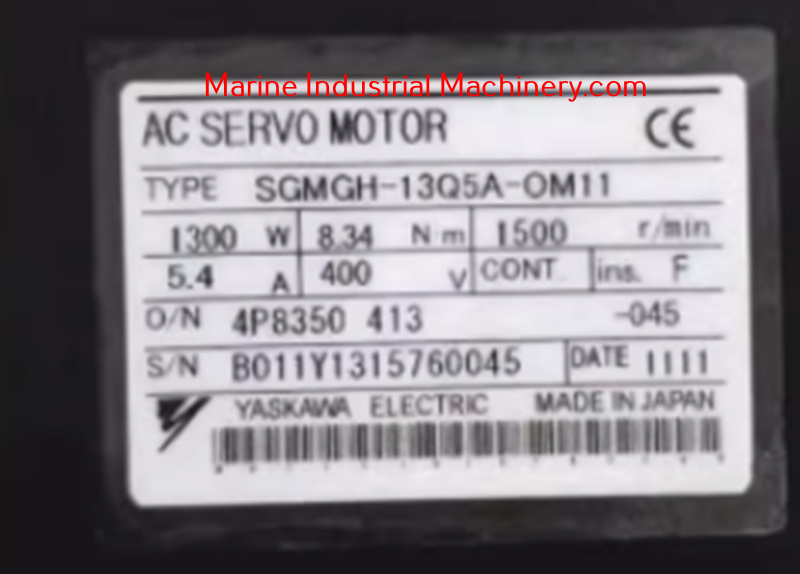 Marine Industrial Machinery.com
AC SERVO MOTOR CE
TYPE SGMGH-13Q5A-OM11
1300 W 8.34 N·m 1500 r/min
5.4 A 400 V CONT. ins. F
O/N 4P8350 413 -045
S/N B011Y1315760045 DATE 1111
YASKAWA ELECTRIC MADE IN JAPAN